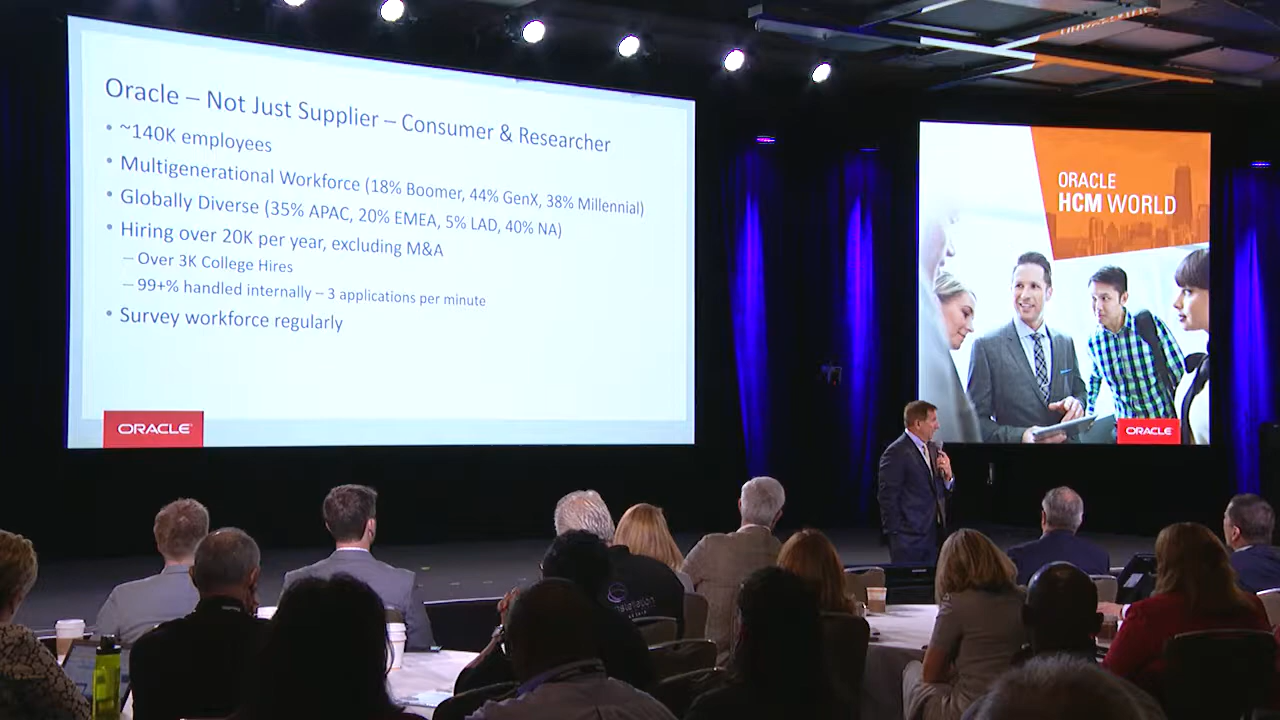 Oracle – Not Just Supplier – Consumer & Researcher
• ~140K employees
• Multigenerational Workforce (18% Boomer, 44% GenX, 38% Millennial)
• Globally Diverse (35% APAC, 20% EMEA, 5% LAD, 40% NA)
• Hiring over 20K per year, excluding M&A
– Over 3K College Hires
– 99+% handled internally – 3 applications per minute
• Survey workforce regularly
ORACLE
ORACLE
HCM WORLD
ORACLE